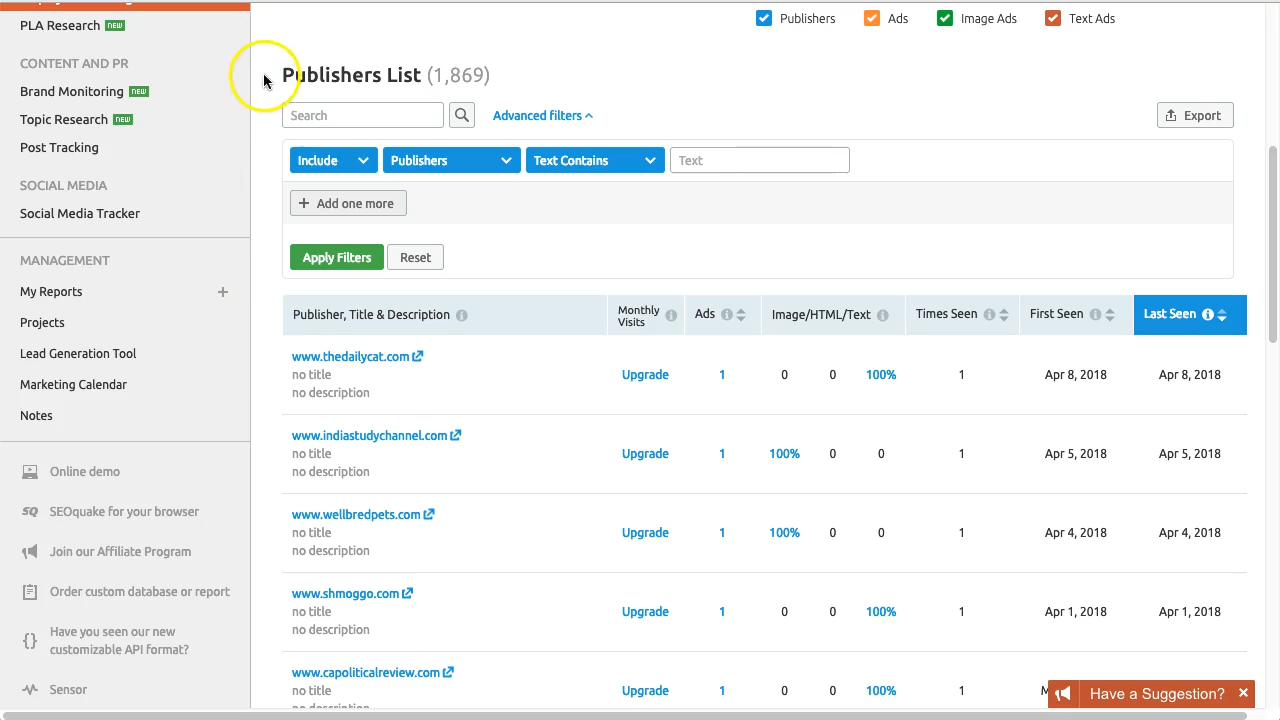 PLA Research NEW
CONTENT AND PR
Brand Monitoring NEW
Topic Research NEW
Post Tracking
SOCIAL MEDIA
Social Media Tracker
MANAGEMENT
My Reports +
Projects
Lead Generation Tool
Marketing Calendar
Notes
Online demo
SQ SEOquake for your browser
Join our Affiliate Program
Order custom database or report
{} Have you seen our new
customizable API format?
Sensor
Publishers Ads Image Ads Text Ads
Publishers List (1,869)
Search Advanced filters Export
Include Publishers Text Contains Text
+ Add one more
Apply Filters Reset
Publisher, Title & Description Monthly Visits Ads Image/HTML/Text Times Seen First Seen Last Seen
www.thedailycat.com
no title Upgrade 1 0 0 100% 1 Apr 8, 2018 Apr 8, 2018
no description
www.indiastudychannel.com
no title Upgrade 1 100% 0 0 1 Apr 5, 2018 Apr 5, 2018
no description
www.wellbredpets.com
no title Upgrade 1 100% 0 0 1 Apr 4, 2018 Apr 4, 2018
no description
www.shmoggo.com
no title Upgrade 1 0 0 100% 1 Apr 1, 2018 Apr 1, 2018
no description
www.capoliticalreview.com
no title Upgrade 1 0 0 100% 1
no description
Have a Suggestion? ×